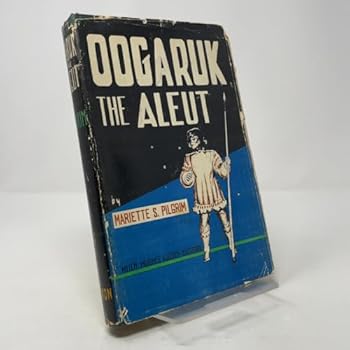 OOGARUK
THE ALEUT
by
MARIETTE S. PILGRIM